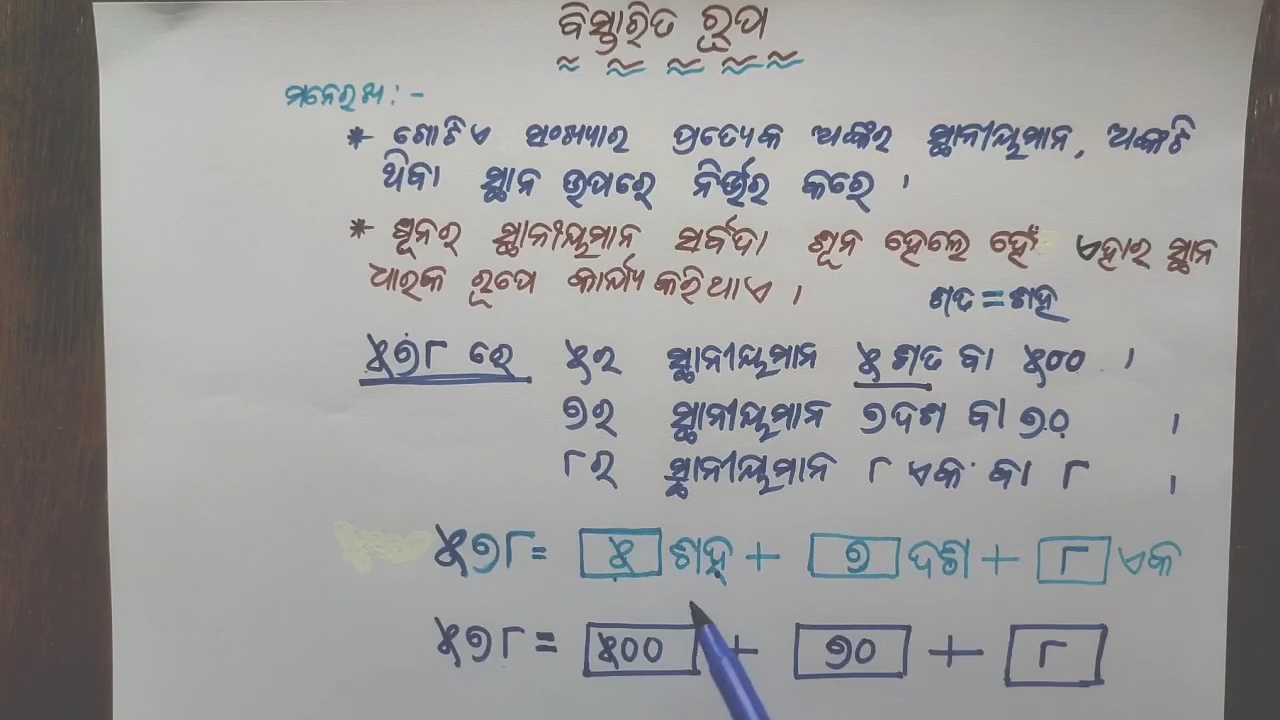 ବିସ୍ତାରିତ ରୂପ
ମନେରଖ :-
* ଗୋଟିଏ ସଂଖ୍ୟାର ପ୍ରତ୍ୟେକ ଅଙ୍କର ସ୍ଥାନୀୟମାନ, ଅଙ୍କଟି
ଥିବା ସ୍ଥାନ ଉପରେ ନିର୍ଭର କରେ ।
* ଶୂନର ସ୍ଥାନୀୟମାନ ସର୍ବଦା ଶୂନ ହେଲେ ହେଁ ଏହାର ସ୍ଥାନ
ଧାରକ ରୂପେ କାର୍ଯ୍ୟ କରିଥାଏ ।
ଶତ = ଶହ
୫୭୮ ରେ ୫ର ସ୍ଥାନୀୟମାନ ୫ ଶତ ବା ୫୦୦ ।
୭ର ସ୍ଥାନୀୟମାନ ୭ଦଶ ବା ୭୦ ।
୮ର ସ୍ଥାନୀୟମାନ ୮ ଏକ ବା ୮ ।
୫୭୮ = ୫ ଶହ + ୭ ଦଶ + ୮ ଏକ
୫୭୮ = ୫୦୦ + ୭୦ + ୮